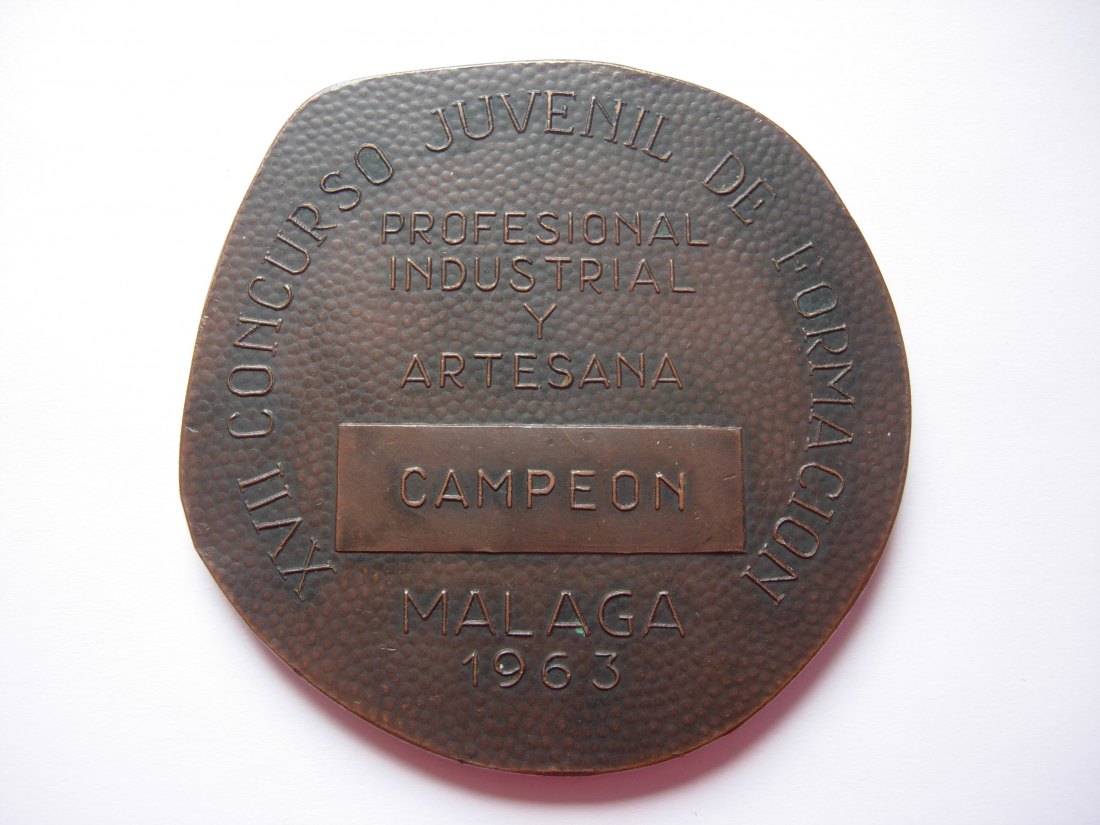 XVII CONCURSO JUVENIL DE FORMACION
PROFESIONAL
INDUSTRIAL
Y
ARTESANA
CAMPEON
MALAGA
1963